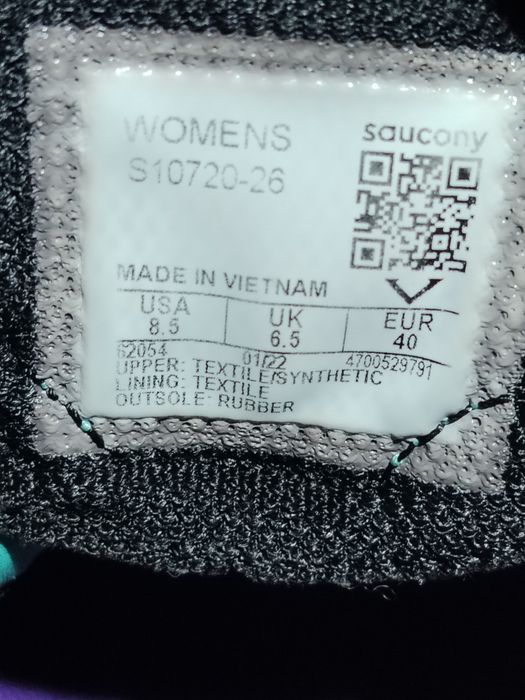 WOMENS
saucony
S10720-26
MADE IN VIETNAM
USA UK EUR
8.5 6.5 40
62054 01/22 4700529791
UPPER: TEXTILE/SYNTHETIC
LINING: TEXTILE
OUTSOLE: RUBBER